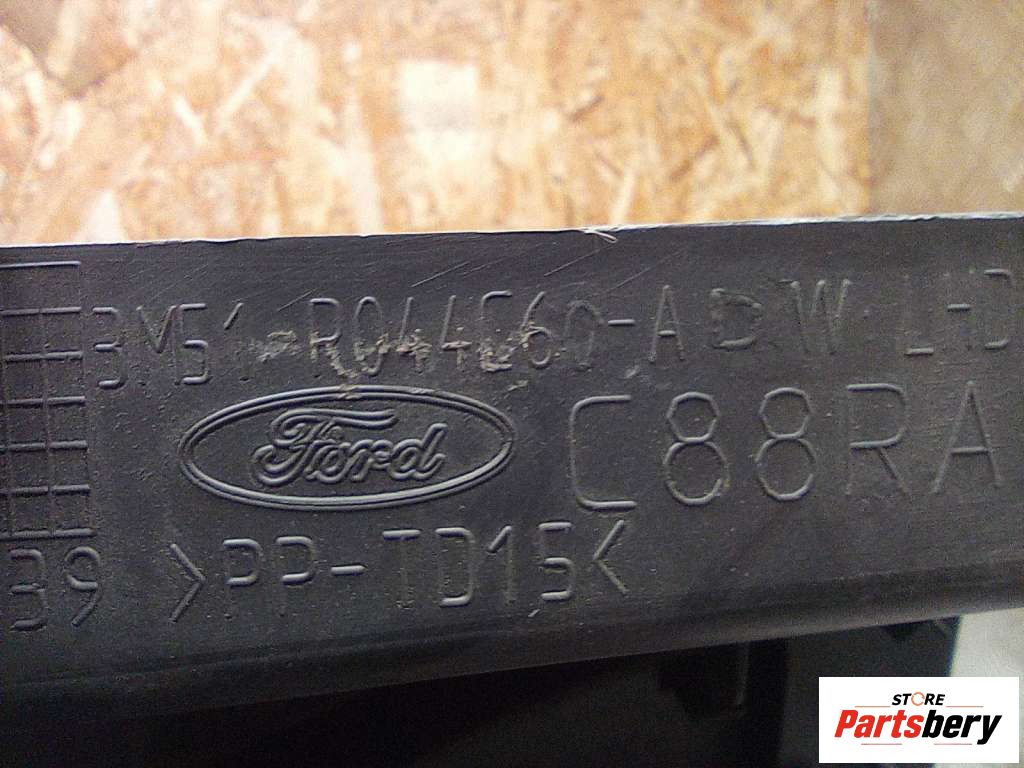 3M51-R044C60-ADW LHD
Ford
C88RA
39
>PP-TD15<
STORE
Partsbery